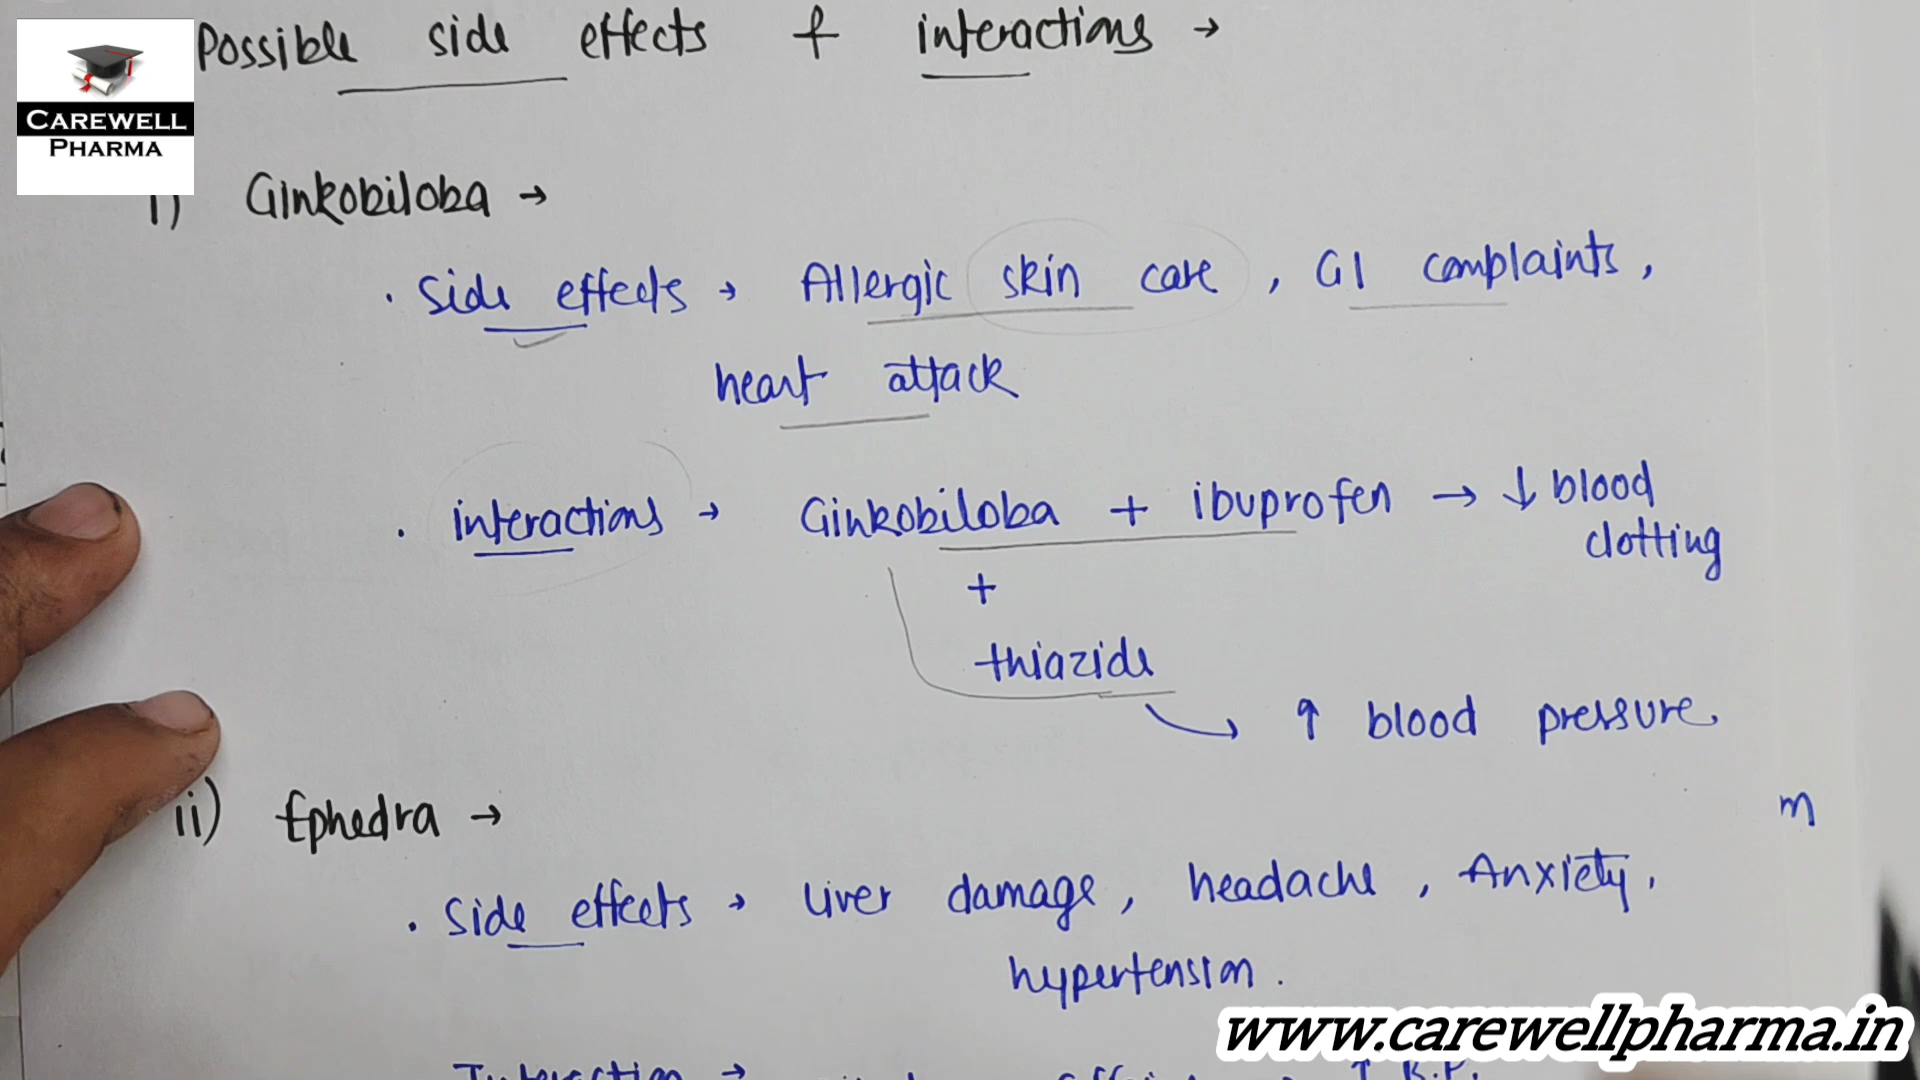 Possible side effects & interactions →
CAREWELL
PHARMA
i) Ginkobiloba →
• Side effects → Allergic skin care, GI complaints,
heart attack
• interactions → Ginkobiloba + ibuprofen → ↓ blood
clotting
+
thiazide
↑ blood pressure.
ii) Ephedra →
m
• Side effects → Liver damage, headache, Anxiety,
hypertension.
www.carewellpharma.in
Interaction → ↑ B.P.